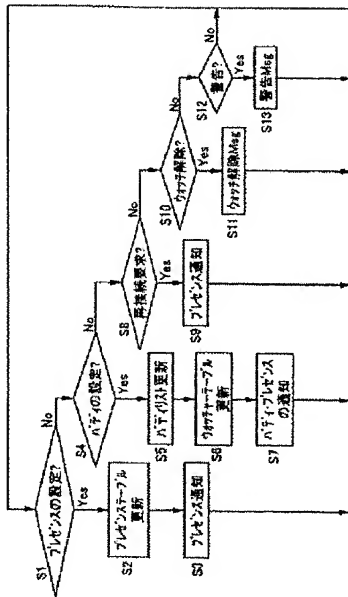 S1
プレゼンスの設定?
No
Yes
S2
プレゼンステーブル
更新
S3
プレゼンス通知
S4
バディの設定?
No
Yes
S5
バディリスト更新
S6
ウォッチャーテーブル
更新
S7
バディ・プレゼンス
の通知
S8
再接続要求?
No
Yes
S9
プレゼンス通知
S10
ウォッチ解除?
No
Yes
S11
ウォッチ解除Msg
S12
警告?
No
Yes
S13
警告Msg